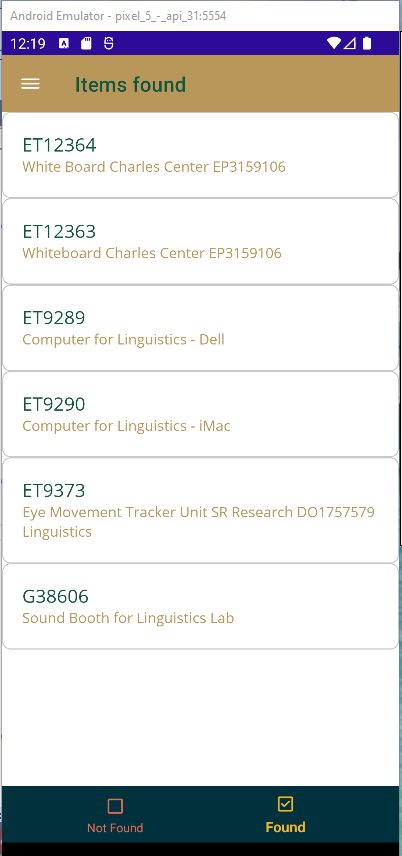 Android Emulator - pixel_5_-_api_31:5554
12:19
Items found
ET12364
White Board Charles Center EP3159106
ET12363
Whiteboard Charles Center EP3159106
ET9289
Computer for Linguistics - Dell
ET9290
Computer for Linguistics - iMac
ET9373
Eye Movement Tracker Unit SR Research DO1757579
Linguistics
G38606
Sound Booth for Linguistics Lab
Not Found
Found